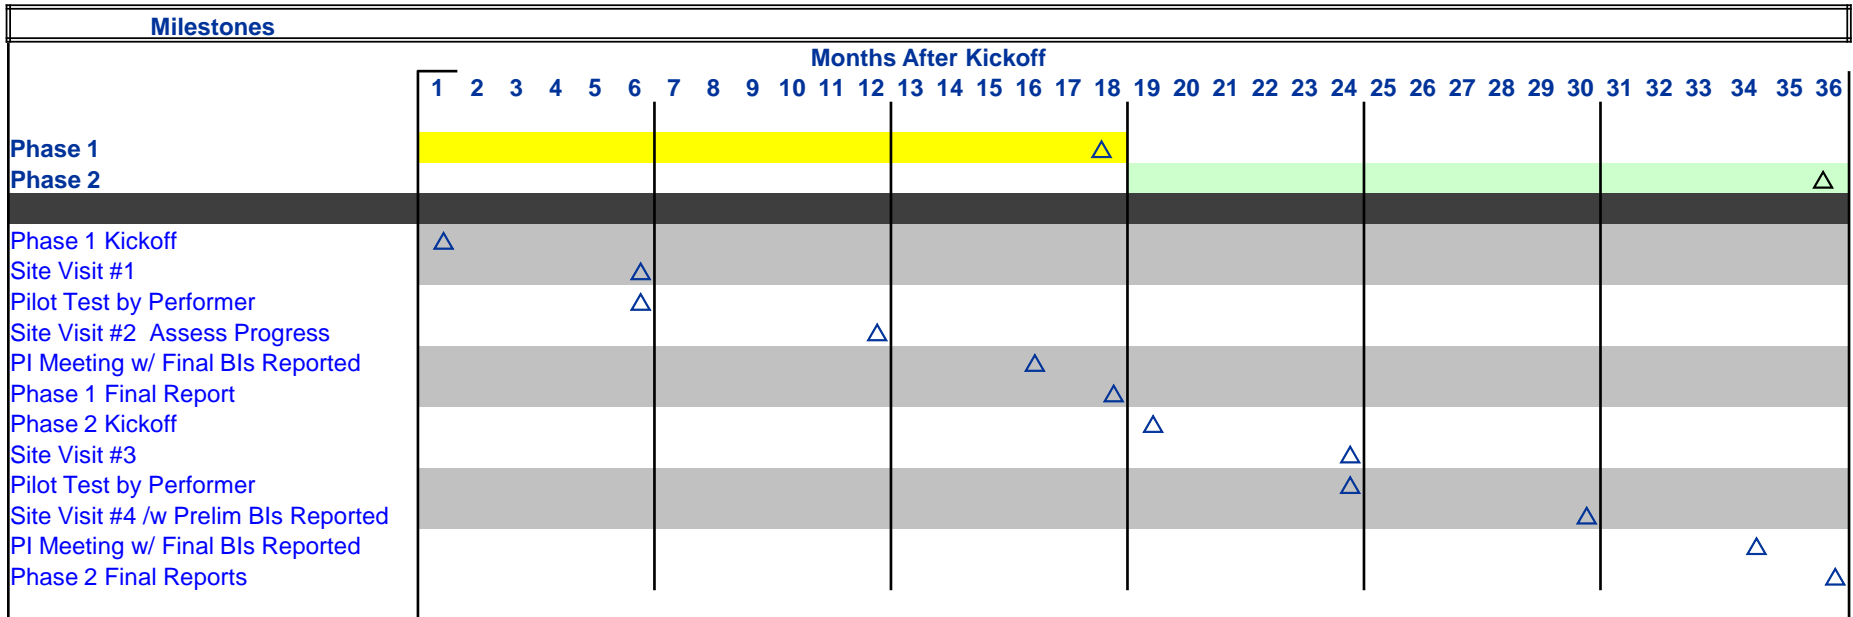 Milestones
Months After Kickoff
1 2 3 4 5 6 7 8 9 10 11 12 13 14 15 16 17 18 19 20 21 22 23 24 25 26 27 28 29 30 31 32 33 34 35 36
Phase 1
Phase 2
Phase 1 Kickoff
Site Visit #1
Pilot Test by Performer
Site Visit #2 Assess Progress
PI Meeting w/ Final BIs Reported
Phase 1 Final Report
Phase 2 Kickoff
Site Visit #3
Pilot Test by Performer
Site Visit #4 /w Prelim BIs Reported
PI Meeting w/ Final BIs Reported
Phase 2 Final Reports